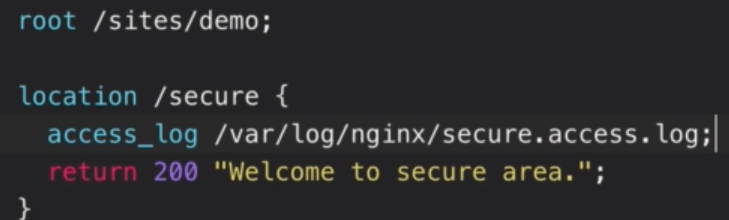 root /sites/demo;
location /secure {
access_log /var/log/nginx/secure.access.log;
return 200 "Welcome to secure area.";
}